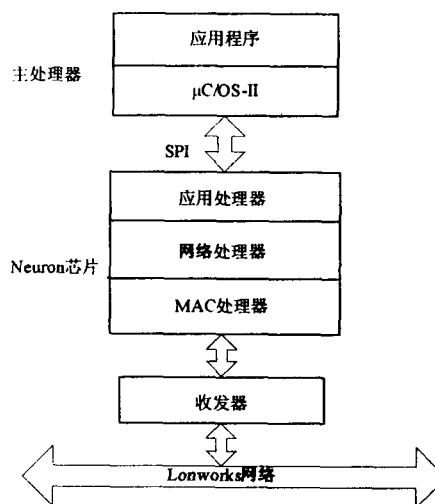 应用程序
主处理器
μC/OS-II
SPI
应用处理器
网络处理器
Neuron芯片
MAC处理器
收发器
Lonworks网络